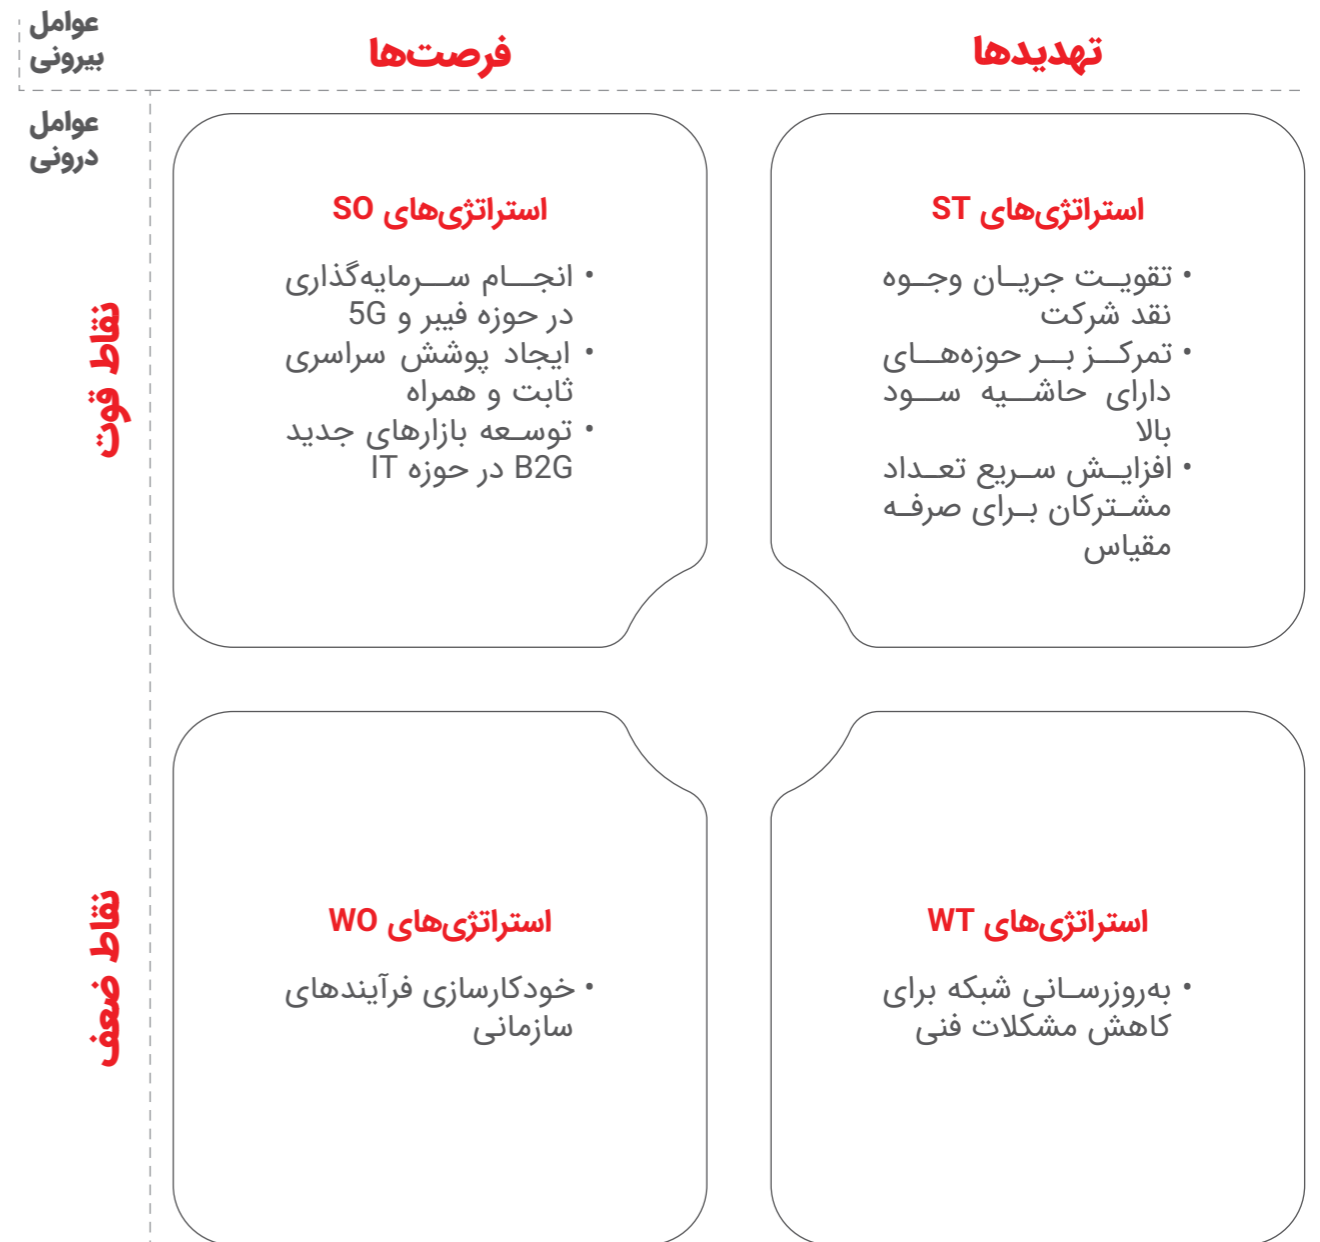 عوامل
بیرونی
فرصت‌ها
تهدیدها
عوامل
درونی
نقاط قوت
استراتژی‌های SO
• انجام سرمایه‌گذاری
در حوزه فیبر و 5G
• ایجاد پوشش سراسری
ثابت و همراه
• توسعه بازارهای جدید
B2G در حوزه IT
استراتژی‌های ST
• تقویت جریان وجوه
نقد شرکت
• تمرکز بر حوزه‌های
دارای حاشیه سود
بالا
• افزایش سریع تعداد
مشترکان برای صرفه
مقیاس
نقاط ضعف
استراتژی‌های WO
• خودکارسازی فرآیندهای
سازمانی
استراتژی‌های WT
• به‌روزرسانی شبکه برای
کاهش مشکلات فنی